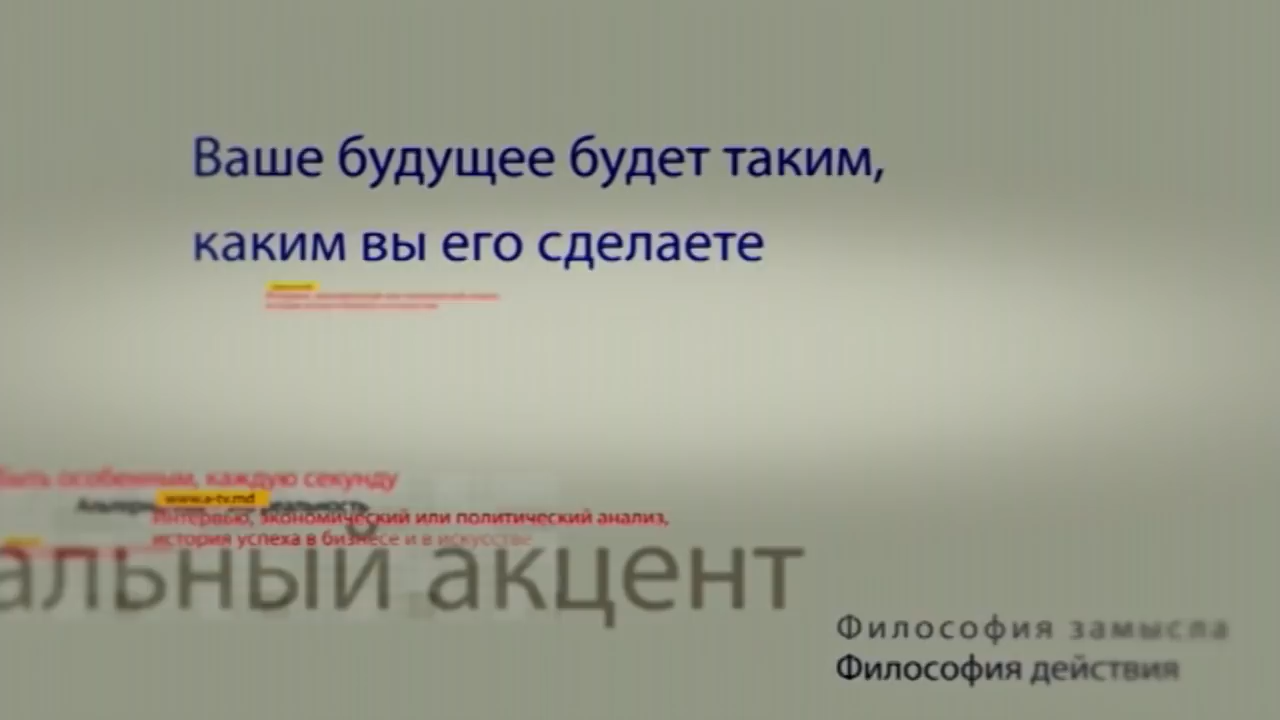 Ваше будущее будет таким,
каким вы его сделаете
быть особенным, каждую секунду
www.a-tv.md
Интервью, экономический или политический анализ,
история успеха в бизнесе и в искусстве
альный акцент
Философия замысла
Философия действия